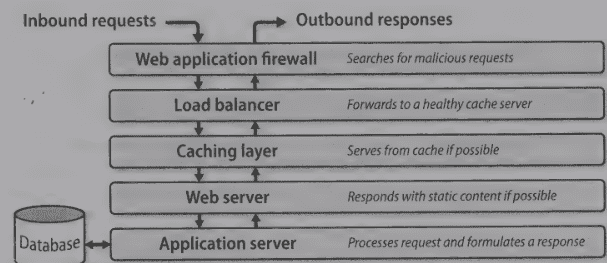 Inbound requests
Outbound responses
Web application firewall
Searches for malicious requests
Load balancer
Forwards to a healthy cache server
Caching layer
Serves from cache if possible
Web server
Responds with static content if possible
Database
Application server
Processes request and formulates a response